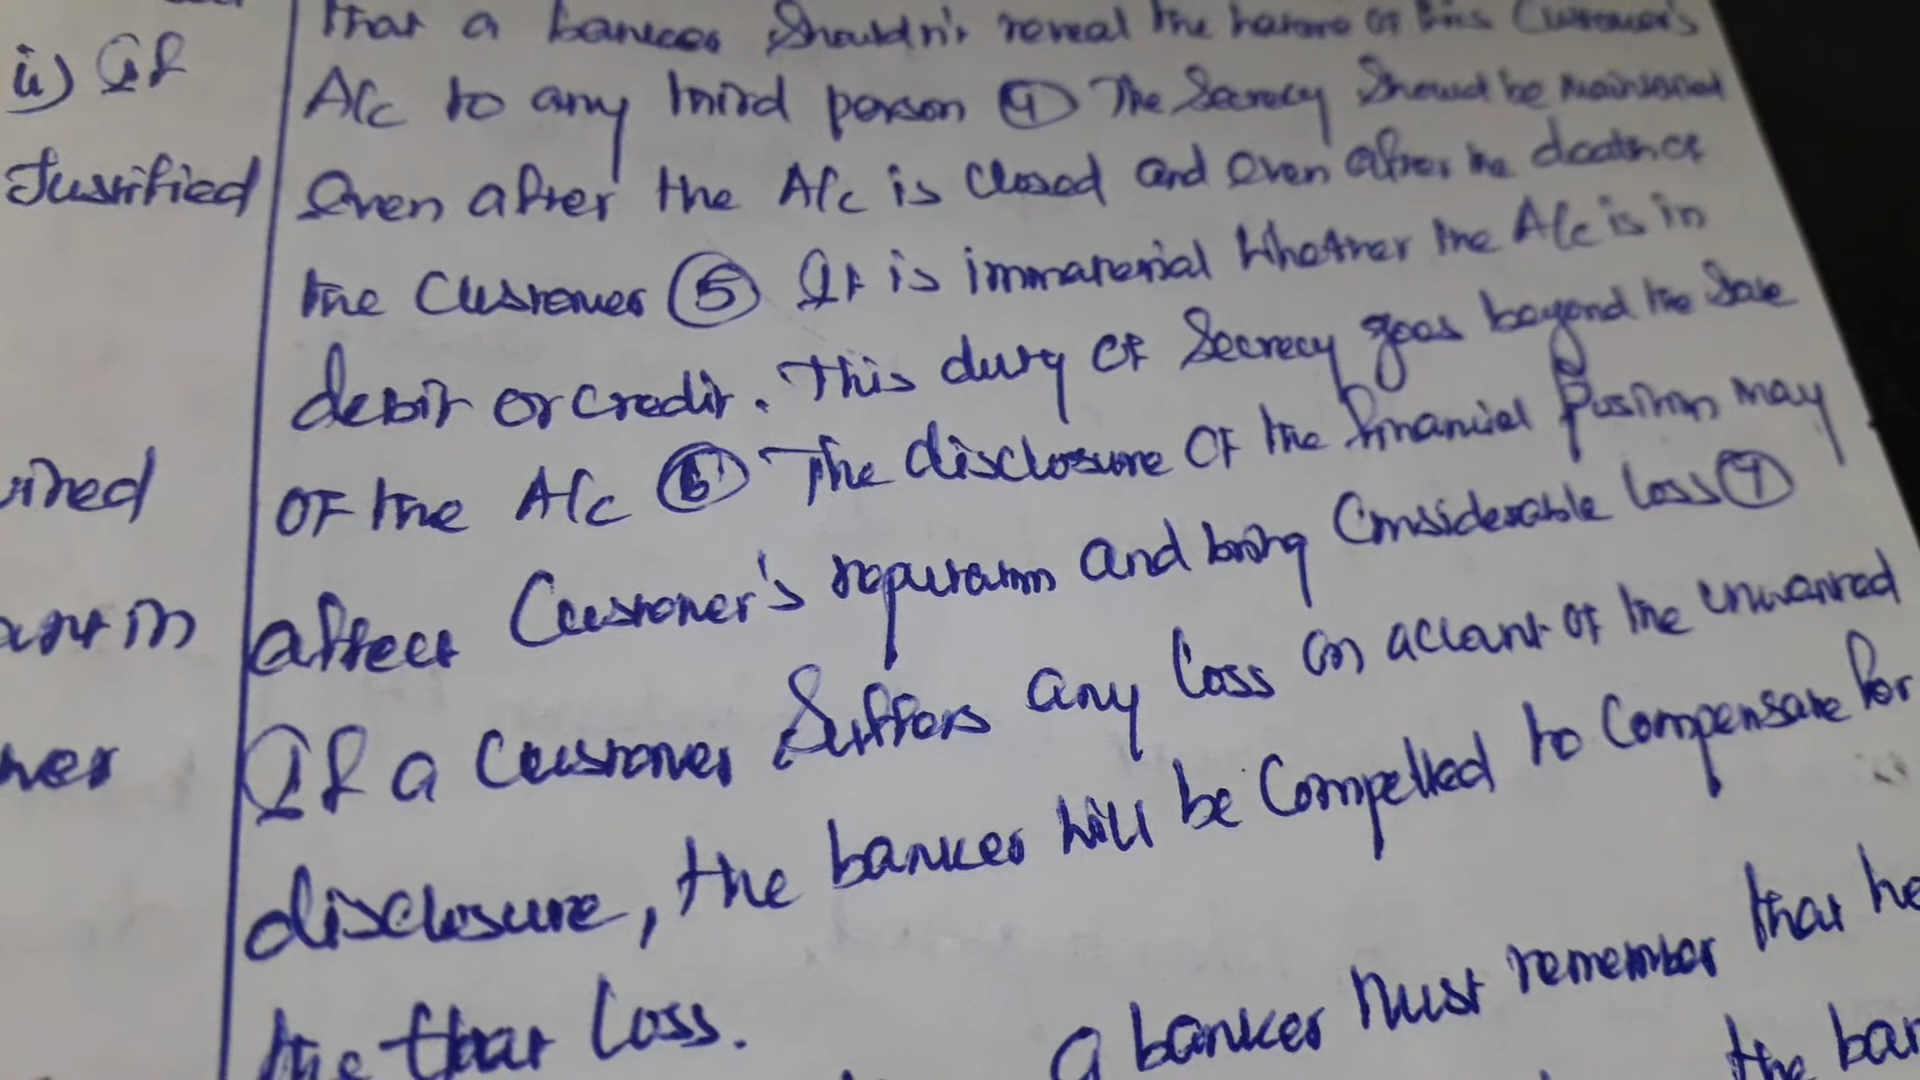 that a banker shouldn't reveal the nature of his Customer's
ii) If
A/c to any third person ④ The Secrecy Should be maintained
Justified
even after the A/c is closed and even after the death of
the Customer ⑤ It is immaterial whether the A/c is in
debit or credit. This duty of Secrecy goes beyond the State
of the A/c ⑥ The disclosure of the financial position may
affect Customer's reputation and bring Considerable loss ⑦
If a Customer Suffers any loss on account of the unwanted
disclosure, the banker will be Compelled to Compensate for
the that loss.
a banker must remember that he
the